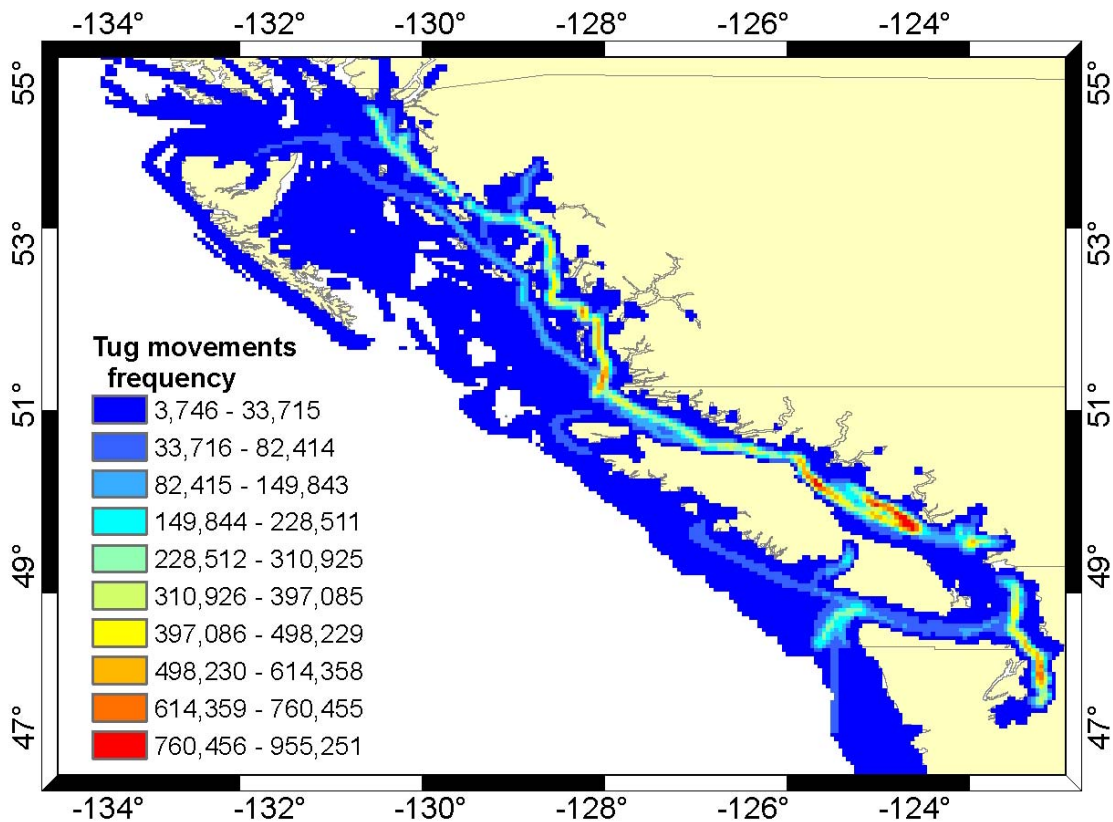 -134° -132° -130° -128° -126° -124°
55° 55°
53° 53°
51° 51°
49° 49°
47° 47°
Tug movements
frequency
3,746 - 33,715
33,716 - 82,414
82,415 - 149,843
149,844 - 228,511
228,512 - 310,925
310,926 - 397,085
397,086 - 498,229
498,230 - 614,358
614,359 - 760,455
760,456 - 955,251
-134° -132° -130° -128° -126° -124°